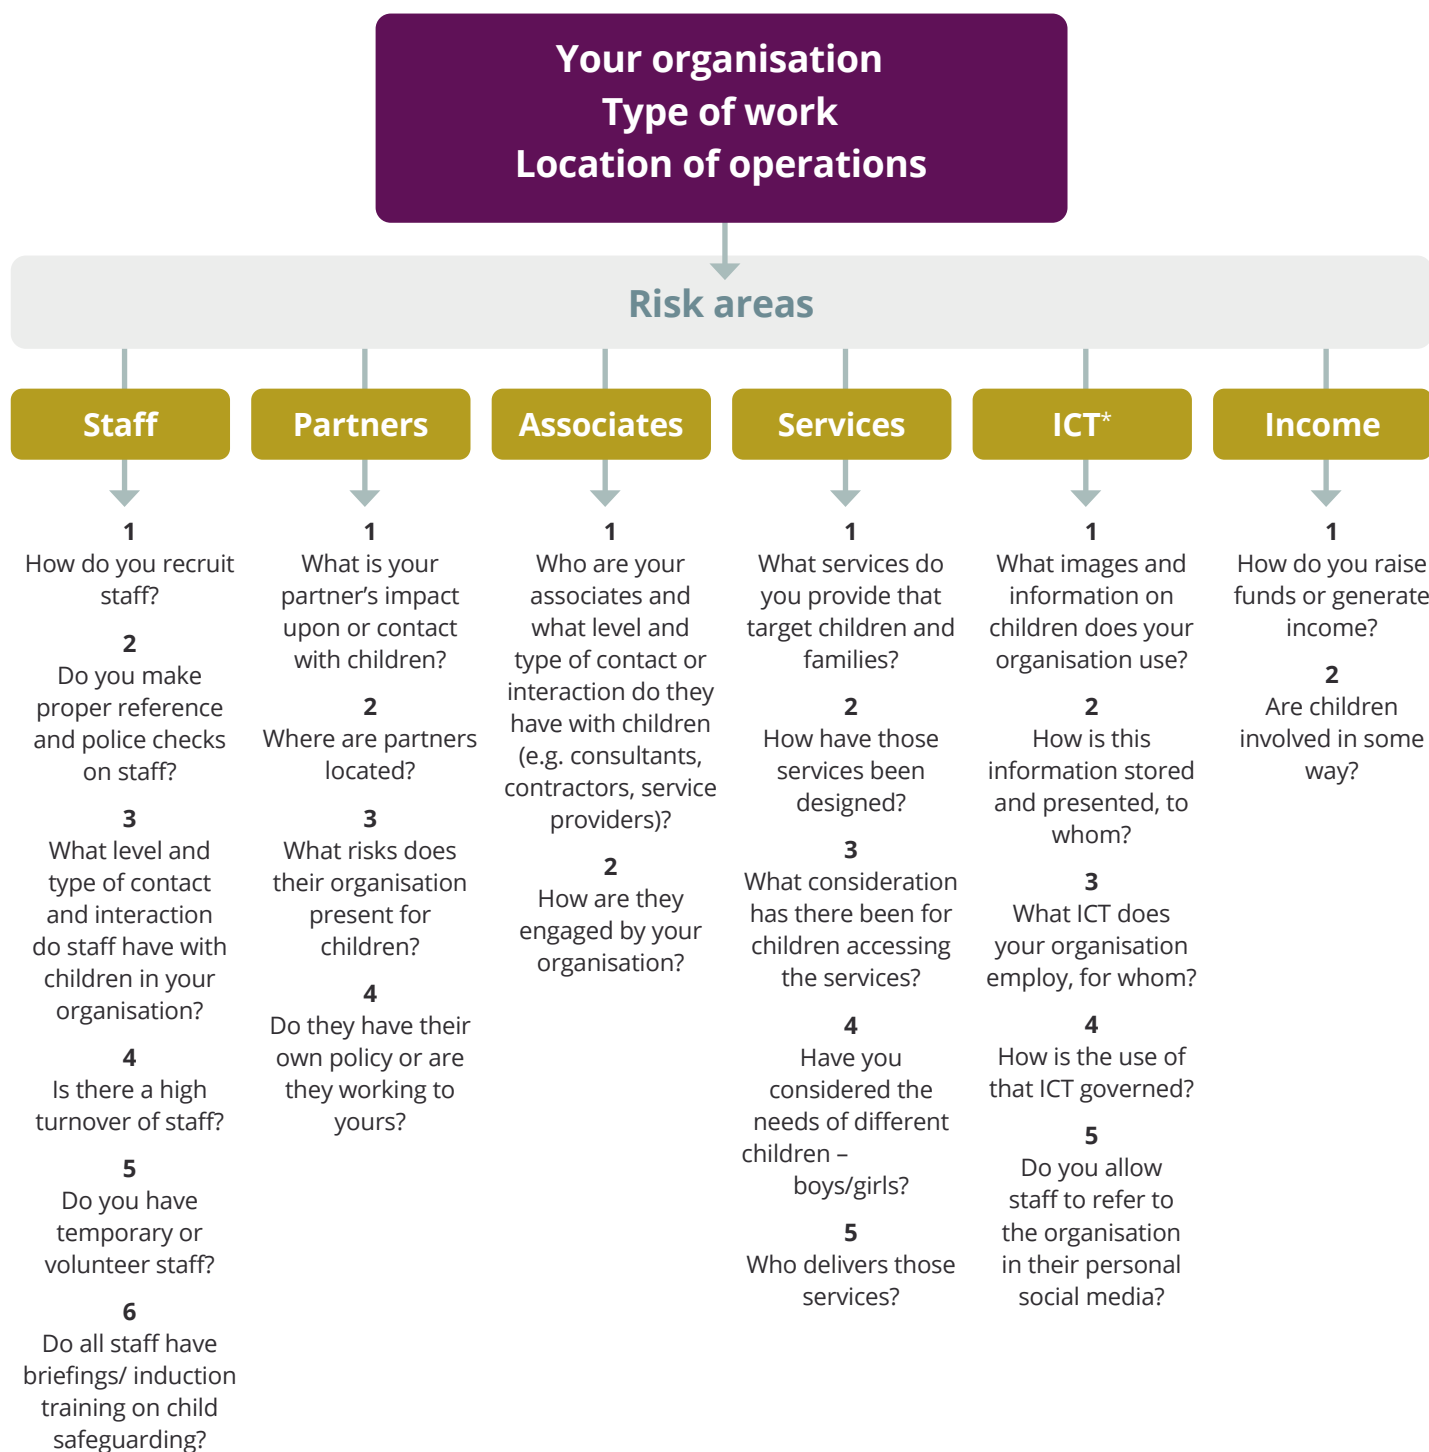 Your organisation
Type of work
Location of operations
Risk areas
Staff
1
How do you recruit
staff?
2
Do you make
proper reference
and police checks
on staff?
3
What level and
type of contact
and interaction
do staff have with
children in your
organisation?
4
Is there a high
turnover of staff?
5
Do you have
temporary or
volunteer staff?
6
Do all staff have
briefings/ induction
training on child
safeguarding?
Partners
1
What is your
partner’s impact
upon or contact
with children?
2
Where are partners
located?
3
What risks does
their organisation
present for
children?
4
Do they have their
own policy or are
they working to
yours?
Associates
1
Who are your
associates and
what level and
type of contact or
interaction do they
have with children
(e.g. consultants,
contractors, service
providers)?
2
How are they
engaged by your
organisation?
Services
1
What services do
you provide that
target children and
families?
2
How have those
services been
designed?
3
What consideration
has there been for
children accessing
the services?
4
Have you
considered the
needs of different
children –
boys/girls?
5
Who delivers those
services?
ICT*
1
What images and
information on
children does your
organisation use?
2
How is this
information stored
and presented, to
whom?
3
What ICT does
your organisation
employ, for whom?
4
How is the use of
that ICT governed?
5
Do you allow
staff to refer to
the organisation
in their personal
social media?
Income
1
How do you raise
funds or generate
income?
2
Are children
involved in some
way?